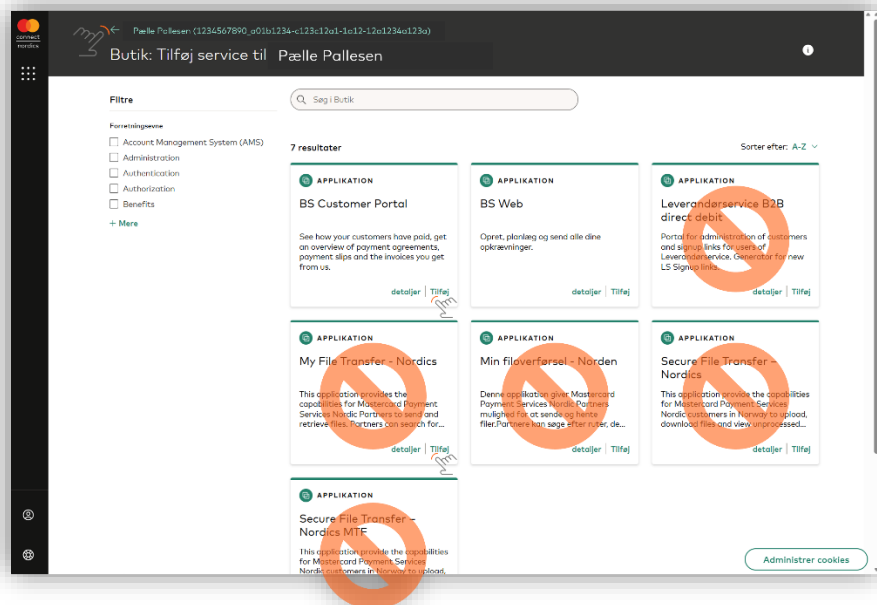 connect
nordics
Pælle Pallesen (1234567890_a01b1234-c123c12a1-1a12-12a1234a123a)
Butik: Tilføj service til Pælle Pallesen
Filtre
Forretningsevne
Account Management System (AMS)
Administration
Authentication
Authorization
Benefits
+ Mere
Søg i Butik
7 resultater
Sorter efter: A-Z
APPLIKATION
BS Customer Portal
See how your customers have paid, get
an overview of payment agreements,
payment slips and the invoices you get
from us.
detaljer | Tilføj
APPLIKATION
BS Web
Opret, planlæg og send alle dine
opkrævninger.
detaljer | Tilføj
APPLIKATION
Leverandørservice B2B
direct debit
Portal for administration of customers
and signup links for users of
Leverandørservice. Generator for new
LS Signup links.
detaljer | Tilføj
APPLIKATION
My File Transfer - Nordics
This application provides the
capabilities for Mastercard Payment
Services Nordic Partners to send and
retrieve files. Partners can search for...
detaljer | Tilføj
APPLIKATION
Min filoverførsel - Norden
Denne applikation giver Mastercard
Payment Services Nordic Partners
mulighed for at sende og hente
filer.Partnere kan søge efter ruter, de...
detaljer | Tilføj
APPLIKATION
Secure File Transfer –
Nordics
This application provides the capabilities
for Mastercard Payment Services
Nordic customers in Norway to upload,
download files and view unprocessed...
detaljer | Tilføj
APPLIKATION
Secure File Transfer –
Nordics MTF
This application provide the capabilities
for Mastercard Payment Services
Nordic customers in Norway to upload,
Administrer cookies